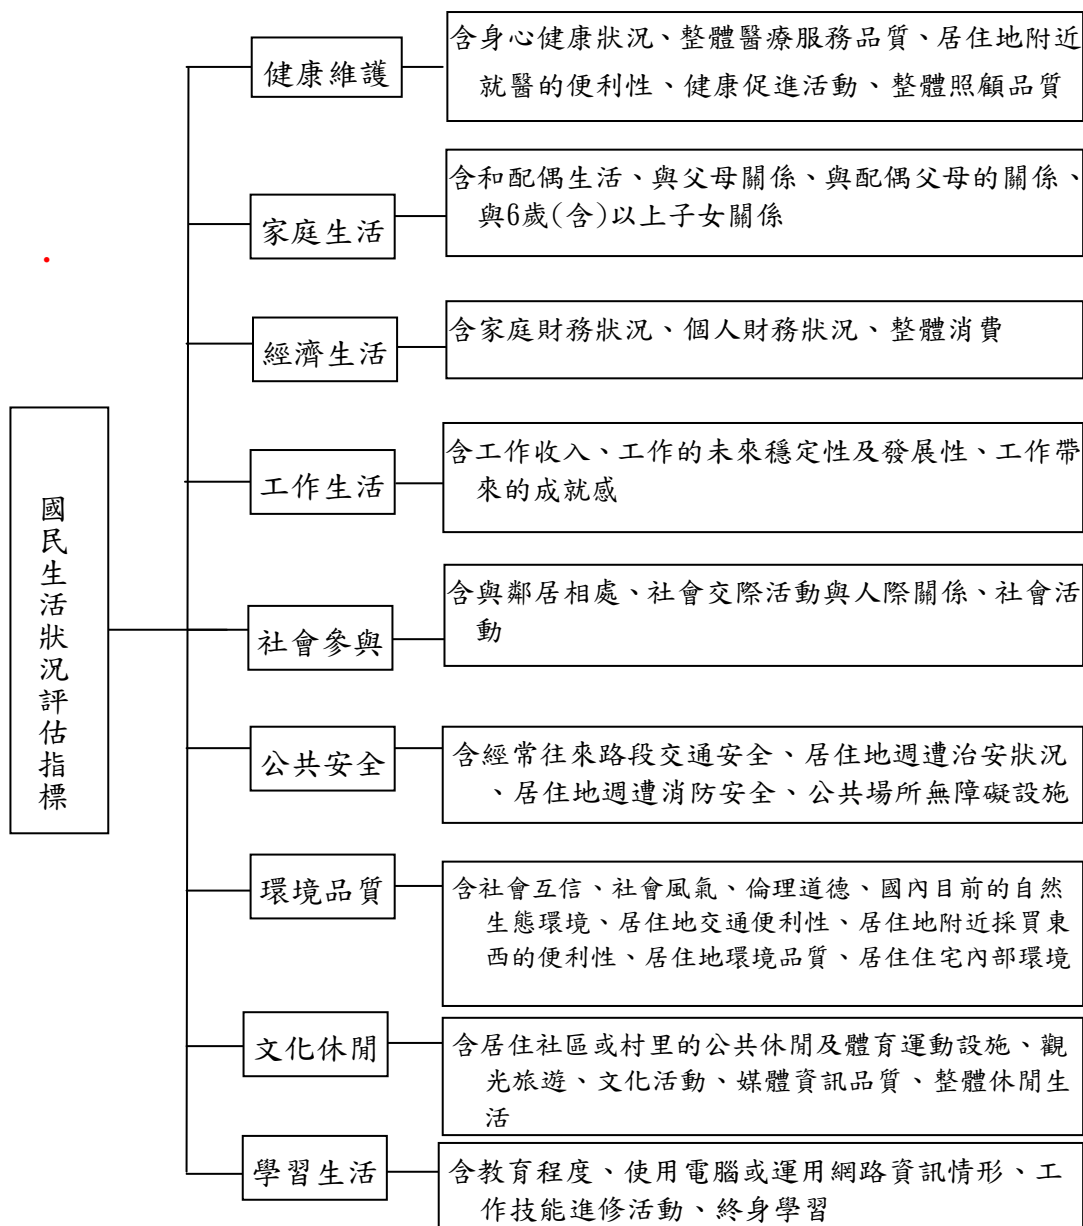 國民生活狀況評估指標
健康維護
含身心健康狀況、整體醫療服務品質、居住地附近
就醫的便利性、健康促進活動、整體照顧品質
家庭生活
含和配偶生活、與父母關係、與配偶父母的關係、
與6歲(含)以上子女關係
經濟生活
含家庭財務狀況、個人財務狀況、整體消費
工作生活
含工作收入、工作的未來穩定性及發展性、工作帶
來的成就感
社會參與
含與鄰居相處、社會交際活動與人際關係、社會活
動
公共安全
含經常往來路段交通安全、居住地週遭治安狀況
、居住地週遭消防安全、公共場所無障礙設施
環境品質
含社會互信、社會風氣、倫理道德、國內目前的自然
生態環境、居住地交通便利性、居住地附近採買東
西的便利性、居住地環境品質、居住住宅內部環境
文化休閒
含居住社區或村里的公共休閒及體育運動設施、觀
光旅遊、文化活動、媒體資訊品質、整體休閒生
活
學習生活
含教育程度、使用電腦或運用網路資訊情形、工
作技能進修活動、終身學習